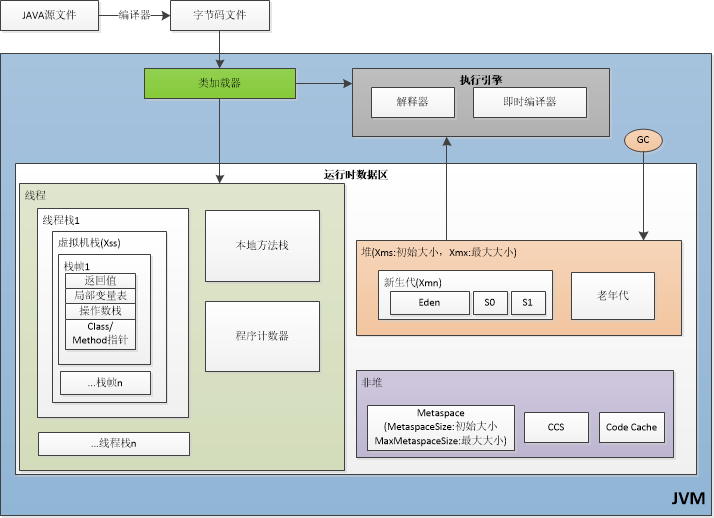 JAVA源文件
编译器
字节码文件
类加载器
执行引擎
解释器
即时编译器
GC
运行时数据区
线程
线程栈1
虚拟机栈(Xss)
栈帧1
返回值
局部变量表
操作数栈
Class/
Method指针
...栈帧n
...线程栈n
本地方法栈
程序计数器
堆(Xms:初始大小，Xmx:最大大小)
新生代(Xmn)
Eden
S0
S1
老年代
非堆
Metaspace
(MetaspaceSize:初始大小
MaxMetaspaceSize:最大大小)
CCS
Code Cache
JVM